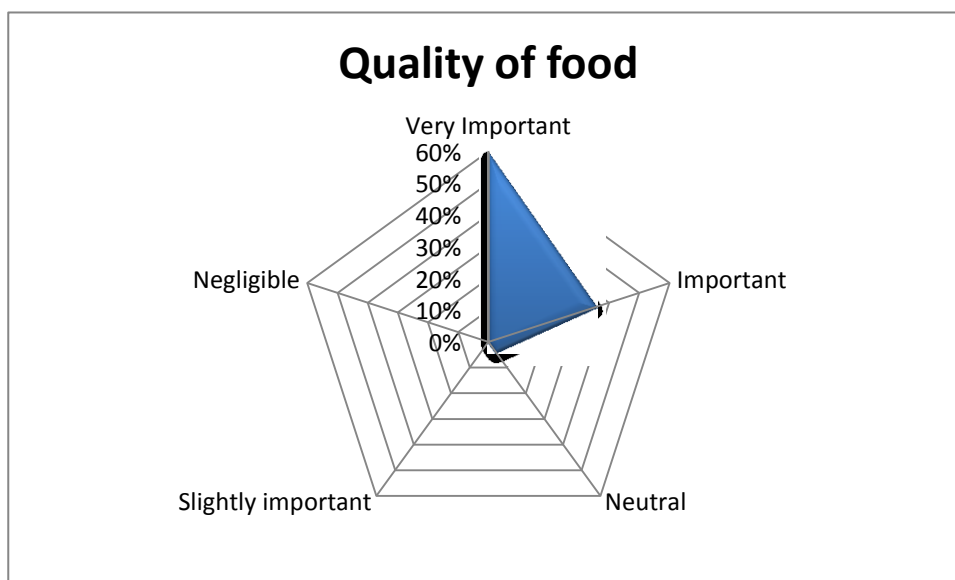 Quality of food
Very Important
60%
50%
40%
30%
20%
10%
0%
Negligible
Important
Slightly important
Neutral